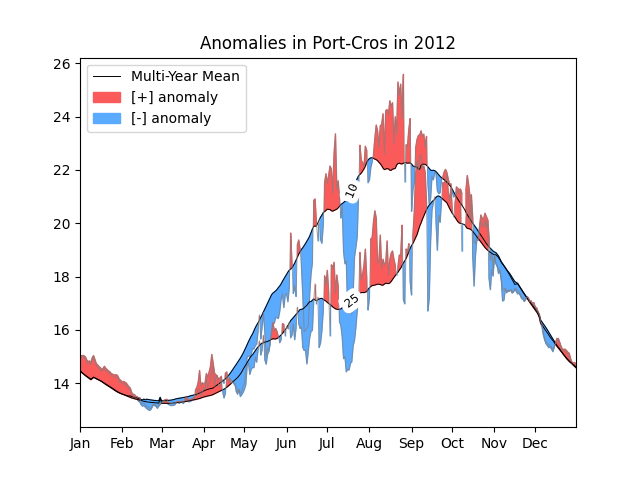 Anomalies in Port-Cros in 2012
26
24
22
20
18
16
14
Multi-Year Mean
[+] anomaly
[-] anomaly
10
25
Jan Feb Mar Apr May Jun Jul Aug Sep Oct Nov Dec